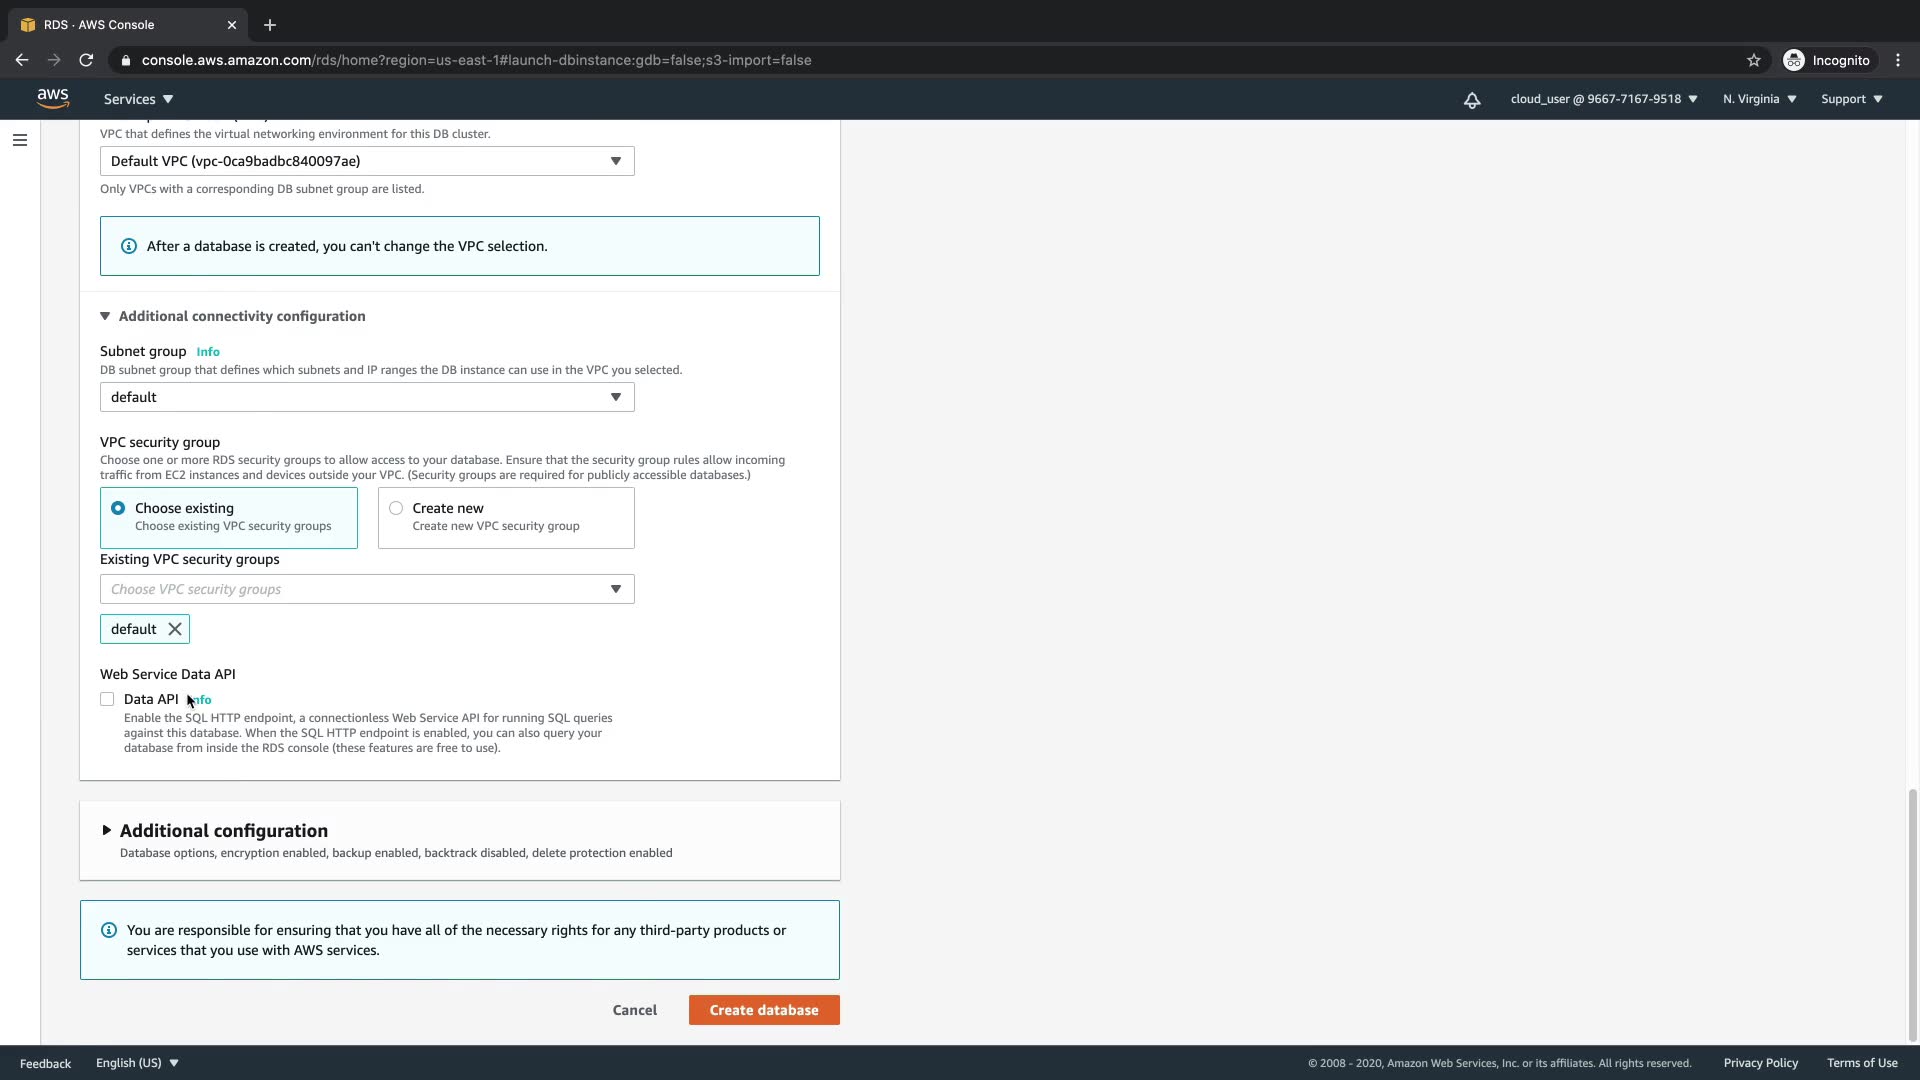 RDS · AWS Console
console.aws.amazon.com/rds/home?region=us-east-1#launch-dbinstance:gdb=false;s3-import=false
Incognito
aws
Services
cloud_user @ 9667-7167-9518
N. Virginia
Support
VPC that defines the virtual networking environment for this DB cluster.
Default VPC (vpc-0ca9badbc840097ae)
Only VPCs with a corresponding DB subnet group are listed.
After a database is created, you can't change the VPC selection.
Additional connectivity configuration
Subnet group Info
DB subnet group that defines which subnets and IP ranges the DB instance can use in the VPC you selected.
default
VPC security group
Choose one or more RDS security groups to allow access to your database. Ensure that the security group rules allow incoming
traffic from EC2 instances and devices outside your VPC. (Security groups are required for publicly accessible databases.)
Choose existing
Choose existing VPC security groups
Create new
Create new VPC security group
Existing VPC security groups
Choose VPC security groups
default
Web Service Data API
Data API Info
Enable the SQL HTTP endpoint, a connectionless Web Service API for running SQL queries
against this database. When the SQL HTTP endpoint is enabled, you can also query your
database from inside the RDS console (these features are free to use).
Additional configuration
Database options, encryption enabled, backup enabled, backtrack disabled, delete protection enabled
You are responsible for ensuring that you have all of the necessary rights for any third-party products or
services that you use with AWS services.
Cancel
Create database
Feedback
English (US)
© 2008 - 2020, Amazon Web Services, Inc. or its affiliates. All rights reserved.
Privacy Policy
Terms of Use